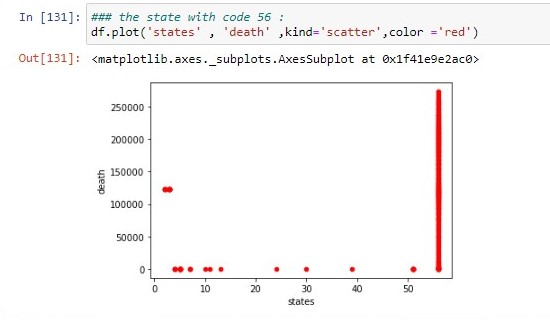 In [131]: ### the state with code 56 :
df.plot('states' , 'death' ,kind='scatter',color ='red')
Out[131]: <matplotlib.axes._subplots.AxesSubplot at 0x1f41e9e2ac0>
250000
200000
150000
100000
50000
0
death
0 10 20 30 40 50
states